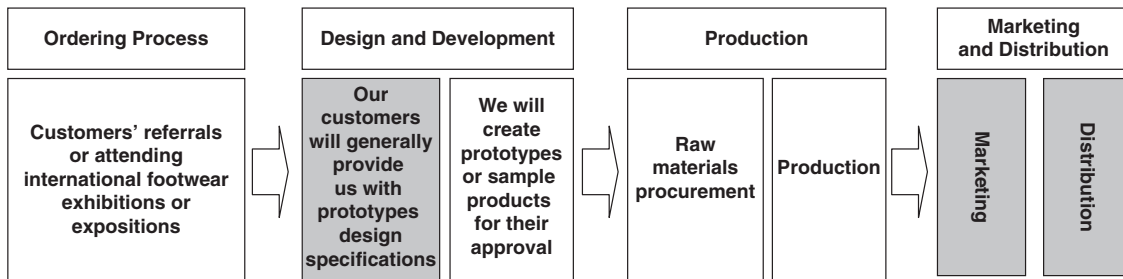 Ordering Process
Design and Development
Production
Marketing
and Distribution
Customers’ referrals
or attending
international footwear
exhibitions or
expositions
Our
customers
will generally
provide
us with
prototypes
design
specifications
We will
create
prototypes
or sample
products
for their
approval
Raw
materials
procurement
Production
Marketing
Distribution